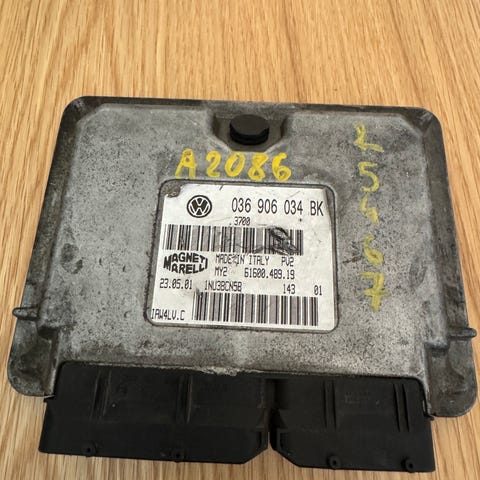 A2086
25467
036 906 034 BK
3700
MADE IN ITALY PV2
MAGNETI
MARELLI
MY2 61600.489.19
23.05.01 1NU3BCN5B 143 01
IAW4LV.C